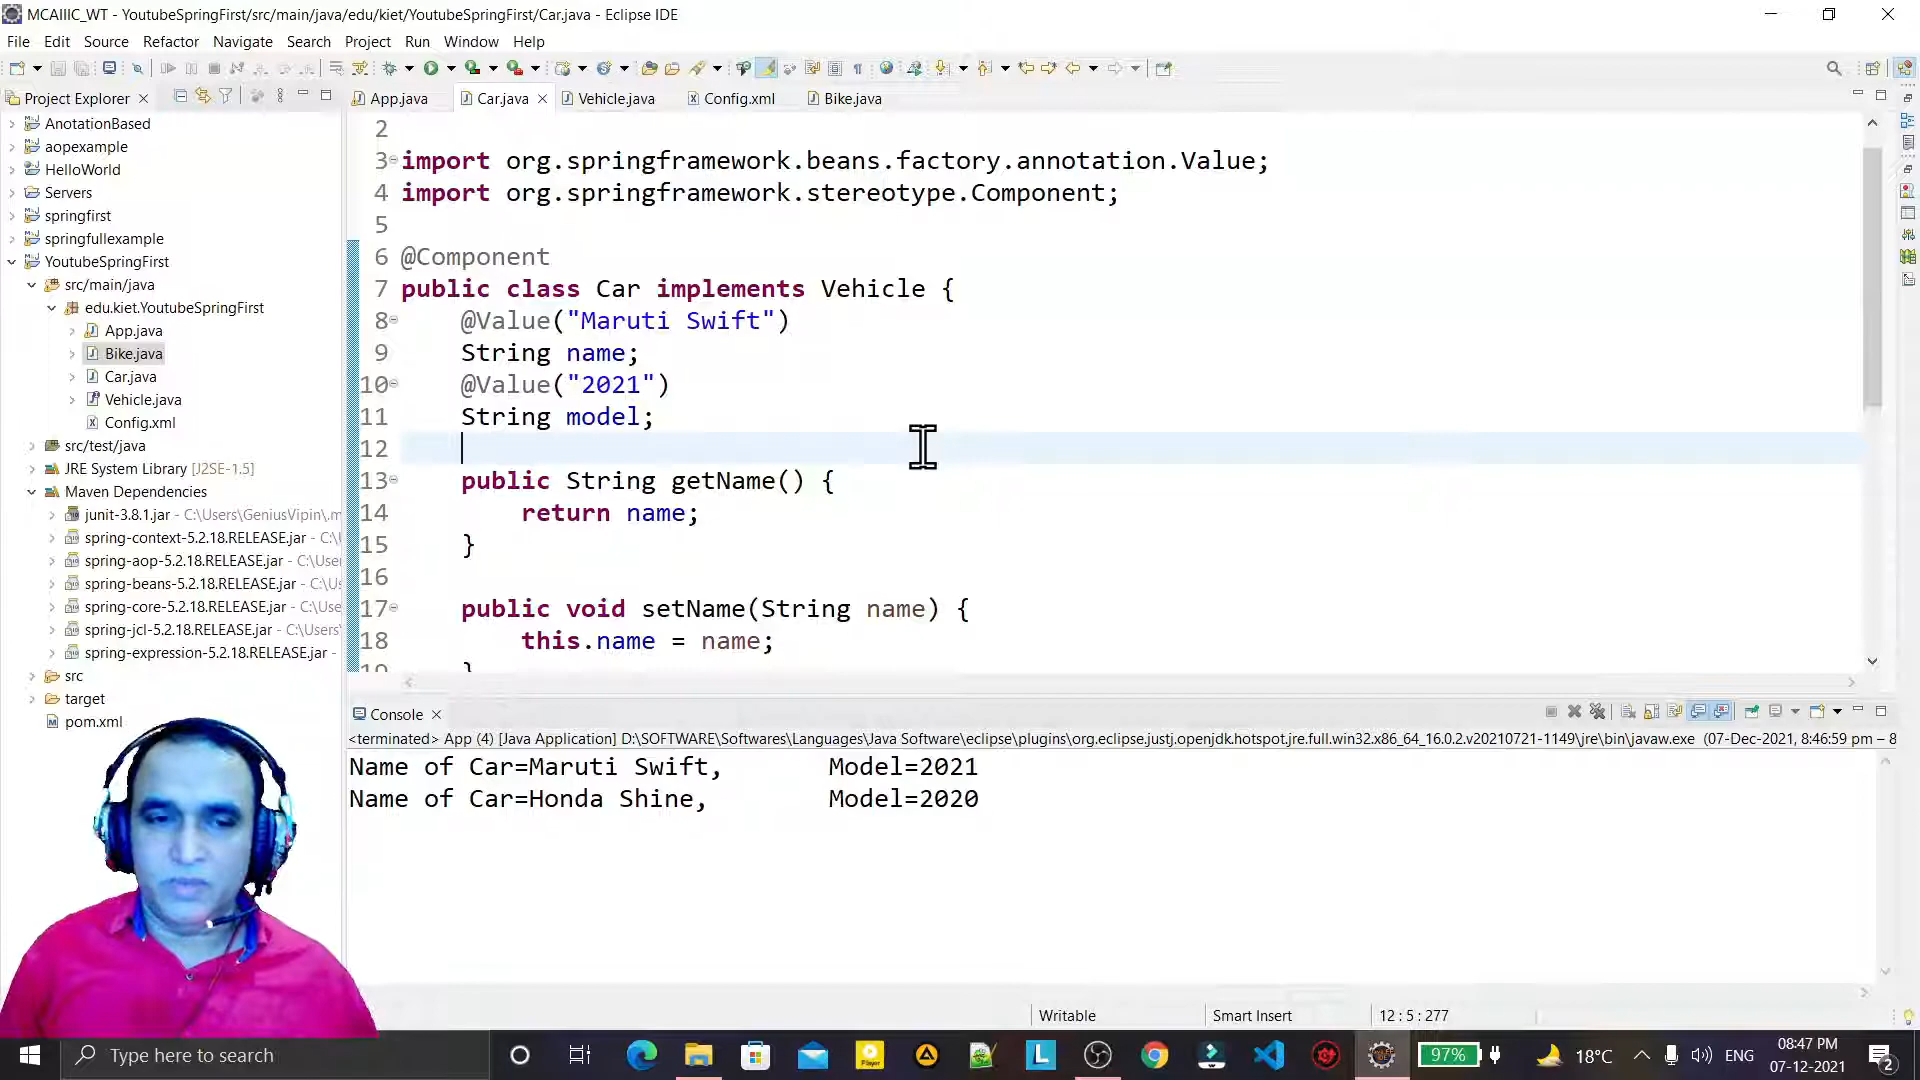 MCAIIIC_WT - YoutubeSpringFirst/src/main/java/edu/kiet/YoutubeSpringFirst/Car.java - Eclipse IDE
File Edit Source Refactor Navigate Search Project Run Window Help
Project Explorer
App.java Car.java Vehicle.java Config.xml Bike.java
AnotationBased
aopexample
HelloWorld
Servers
springfirst
springfullexample
YoutubeSpringFirst
src/main/java
edu.kiet.YoutubeSpringFirst
App.java
Bike.java
Car.java
Vehicle.java
Config.xml
src/test/java
JRE System Library [J2SE-1.5]
Maven Dependencies
junit-3.8.1.jar - C:\Users\GeniusVipin\.m
spring-context-5.2.18.RELEASE.jar - C:\
spring-aop-5.2.18.RELEASE.jar - C:\Use
spring-beans-5.2.18.RELEASE.jar - C:\U
spring-core-5.2.18.RELEASE.jar - C:\Us
spring-jcl-5.2.18.RELEASE.jar - C:\Users\
spring-expression-5.2.18.RELEASE.jar -
src
target
pom.xml
2
3 import org.springframework.beans.factory.annotation.Value;
4 import org.springframework.stereotype.Component;
5
6 @Component
7 public class Car implements Vehicle {
8 @Value("Maruti Swift")
9 String name;
10 @Value("2021")
11 String model;
12
13 public String getName() {
14 return name;
15 }
16
17 public void setName(String name) {
18 this.name = name;
19 }
Console
<terminated> App (4) [Java Application] D:\SOFTWARE\Softwares\Languages\Java Software\eclipse\plugins\org.eclipse.justj.openjdk.hotspot.jre.full.win32.x86_64_16.0.2.v20210721-1149\jre\bin\javaw.exe (07-Dec-2021, 8:46:59 pm – 8
Name of Car=Maruti Swift, Model=2021
Name of Car=Honda Shine, Model=2020
Writable Smart Insert 12 : 5 : 277
Type here to search
97% 18°C ENG 08:47 PM
07-12-2021
2